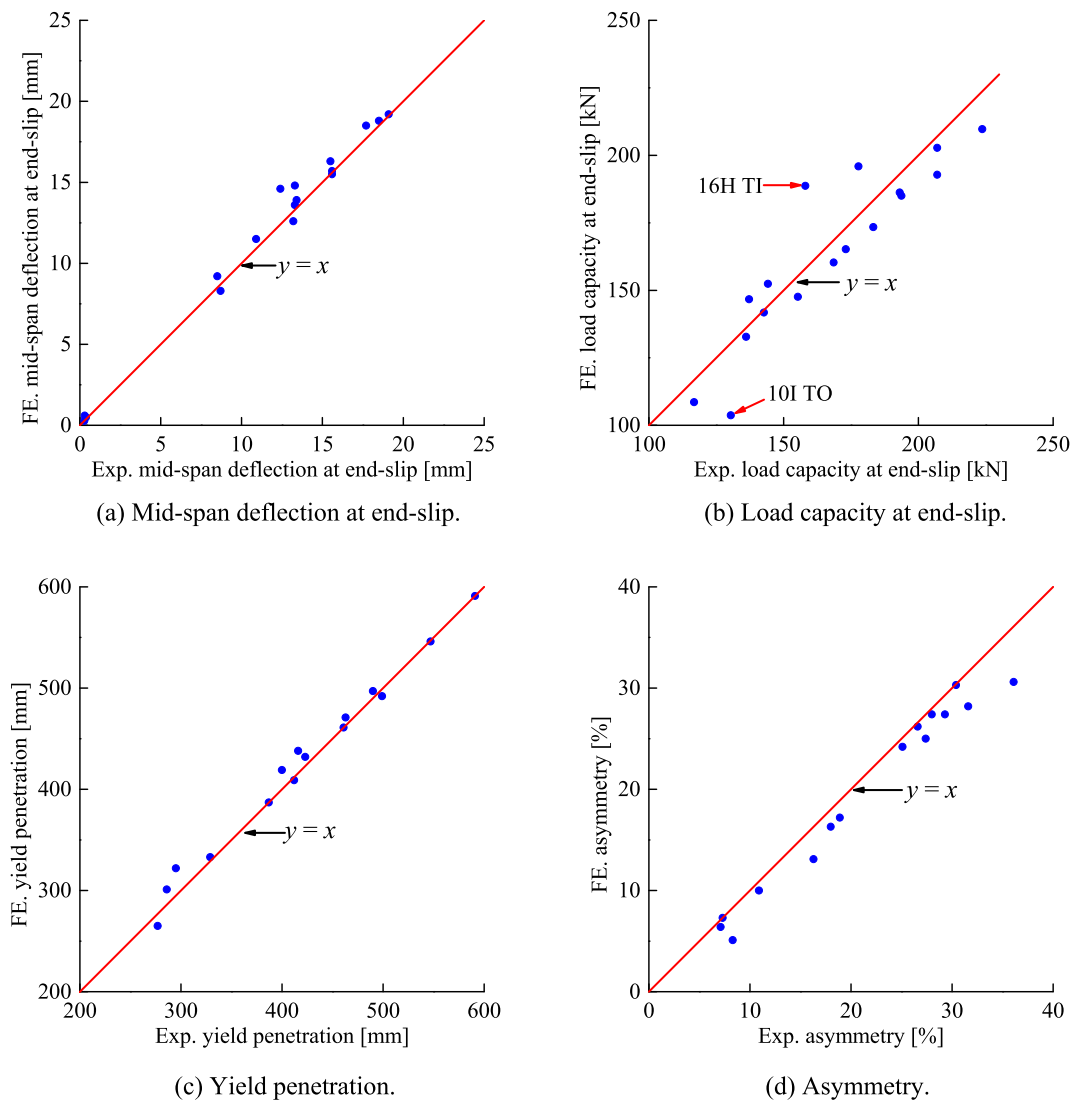 25
20
15
10
5
0
FE. mid-span deflection at end-slip [mm]
y = x
0 5 10 15 20 25
Exp. mid-span deflection at end-slip [mm]
(a) Mid-span deflection at end-slip.
250
200
150
100
FE. load capacity at end-slip [kN]
16H TI
y = x
10I TO
100 150 200 250
Exp. load capacity at end-slip [kN]
(b) Load capacity at end-slip.
600
500
400
300
200
FE. yield penetration [mm]
y = x
200 300 400 500 600
Exp. yield penetration [mm]
(c) Yield penetration.
40
30
20
10
0
FE. asymmetry [%]
y = x
0 10 20 30 40
Exp. asymmetry [%]
(d) Asymmetry.